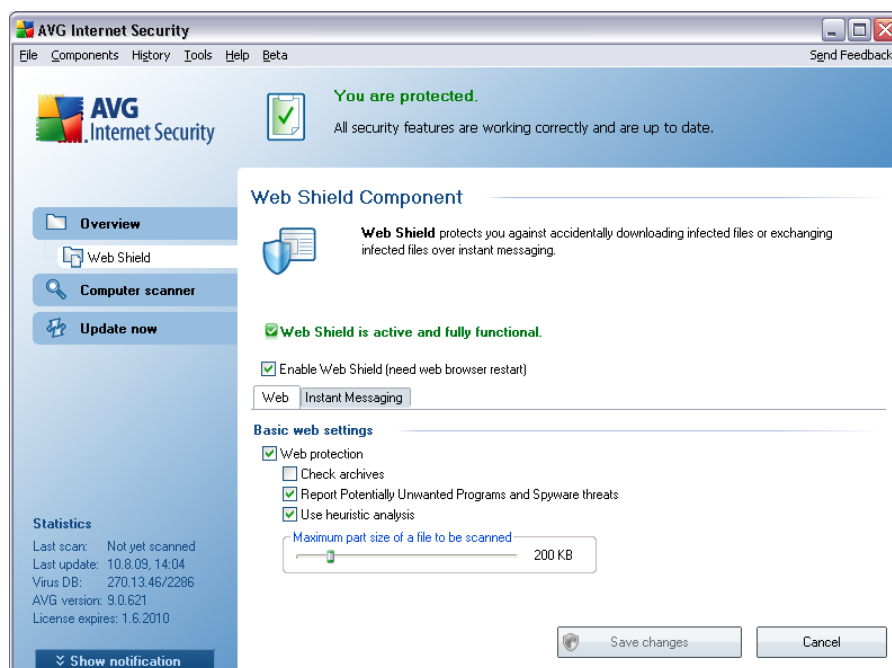 AVG Internet Security
File Components History Tools Help Beta Send Feedback
AVG
Internet Security
You are protected.
All security features are working correctly and are up to date.
Overview
Web Shield
Computer scanner
Update now
Statistics
Last scan: Not yet scanned
Last update: 10.8.09, 14:04
Virus DB: 270.13.46/2286
AVG version: 9.0.621
License expires: 1.6.2010
Show notification
Web Shield Component
Web Shield protects you against accidentally downloading infected files or exchanging
infected files over instant messaging.
Web Shield is active and fully functional.
Enable Web Shield (need web browser restart)
Web Instant Messaging
Basic web settings
Web protection
Check archives
Report Potentially Unwanted Programs and Spyware threats
Use heuristic analysis
Maximum part size of a file to be scanned
200 KB
Save changes Cancel